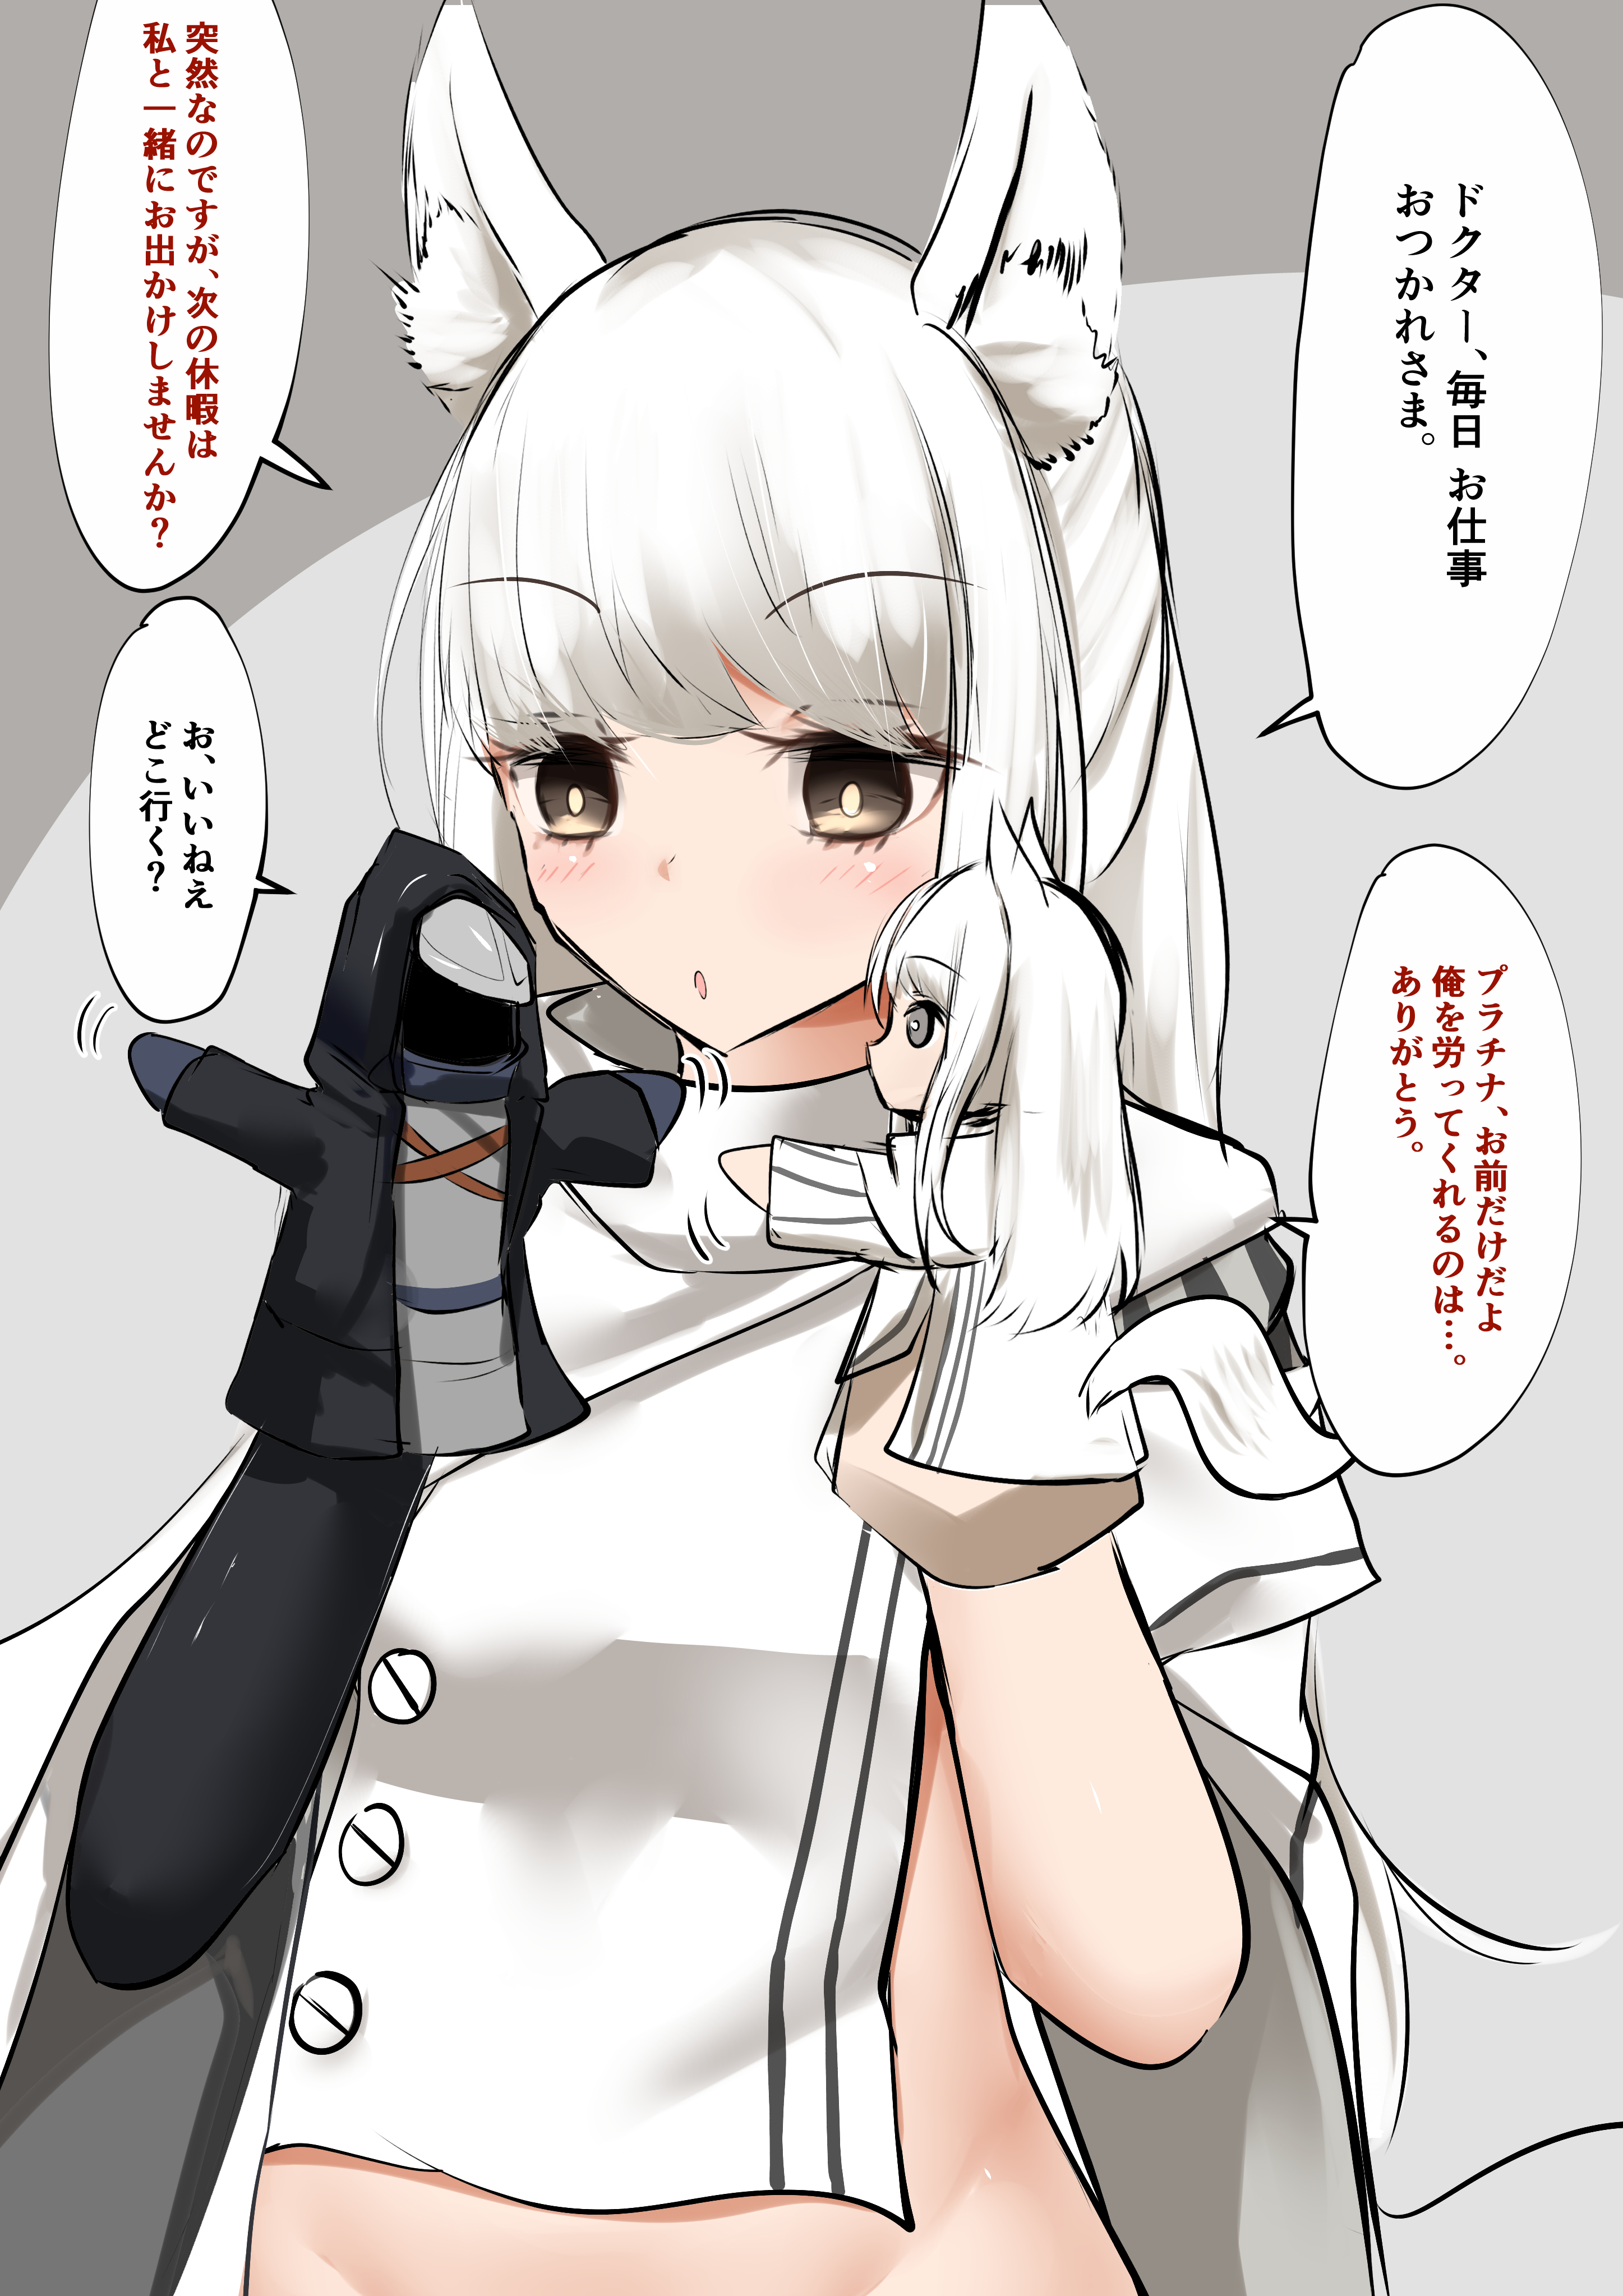 ドクター、毎日 お仕事
おつかれさま。
プラチナ、お前だけだよ
俺を労ってくれるのは…。
ありがとう。
突然なのですが、次の休暇は
私と一緒にお出かけしませんか？
お、いいねえ
どこ行く？